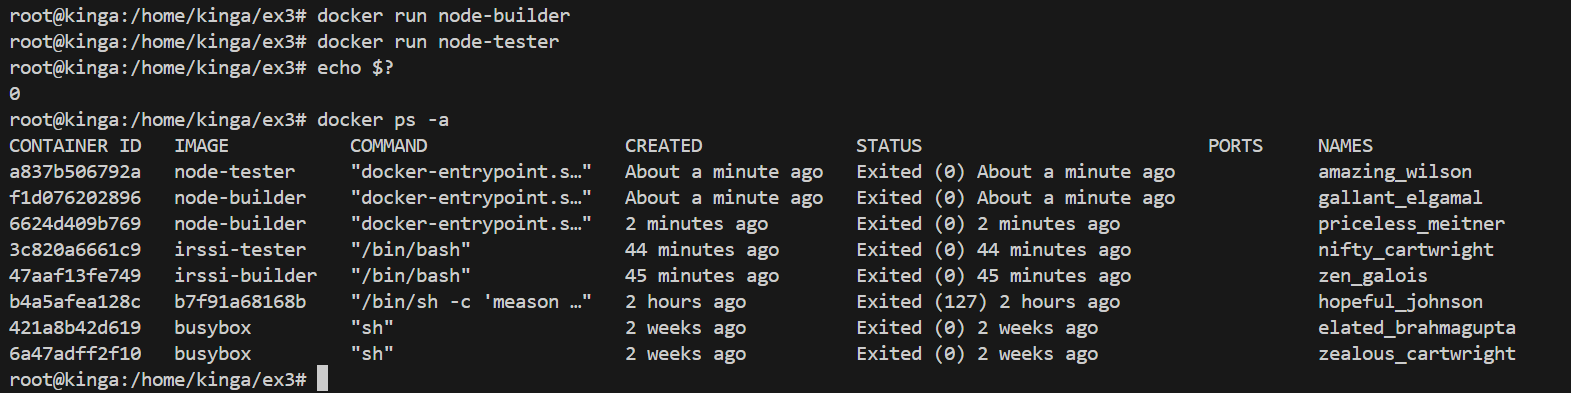 root@kinga:/home/kinga/ex3# docker run node-builder
root@kinga:/home/kinga/ex3# docker run node-tester
root@kinga:/home/kinga/ex3# echo $?
0
root@kinga:/home/kinga/ex3# docker ps -a
CONTAINER ID   IMAGE           COMMAND                  CREATED              STATUS                          PORTS     NAMES
a837b506792a   node-tester     "docker-entrypoint.s…"   About a minute ago   Exited (0) About a minute ago             amazing_wilson
f1d076202896   node-builder    "docker-entrypoint.s…"   About a minute ago   Exited (0) About a minute ago             gallant_elgamal
6624d409b769   node-builder    "docker-entrypoint.s…"   2 minutes ago        Exited (0) 2 minutes ago                  priceless_meitner
3c820a6661c9   irssi-tester    "/bin/bash"              44 minutes ago       Exited (0) 44 minutes ago                 nifty_cartwright
47aaf13fe749   irssi-builder   "/bin/bash"              45 minutes ago       Exited (0) 45 minutes ago                 zen_galois
b4a5afea128c   b7f91a68168b    "/bin/sh -c 'meason …"   2 hours ago          Exited (127) 2 hours ago                  hopeful_johnson
421a8b42d619   busybox         "sh"                     2 weeks ago          Exited (0) 2 weeks ago                    elated_brahmagupta
6a47adff2f10   busybox         "sh"                     2 weeks ago          Exited (0) 2 weeks ago                    zealous_cartwright
root@kinga:/home/kinga/ex3#